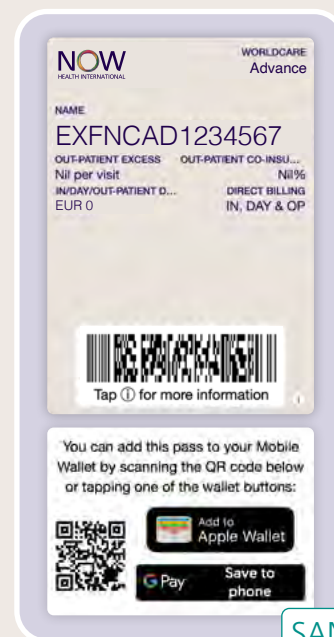 NOW
HEALTH INTERNATIONAL
WORLDCARE
Advance
NAME
EXFNCAD1234567
OUT-PATIENT EXCESS OUT-PATIENT CO-INSU...
Nil per visit Nil%
IN/DAY/OUT-PATIENT D... DIRECT BILLING
EUR 0 IN, DAY & OP
Tap ⓘ for more information
You can add this pass to your Mobile
Wallet by scanning the QR code below
or tapping one of the wallet buttons:
Add to
Apple Wallet
G Pay Save to
phone
SAN